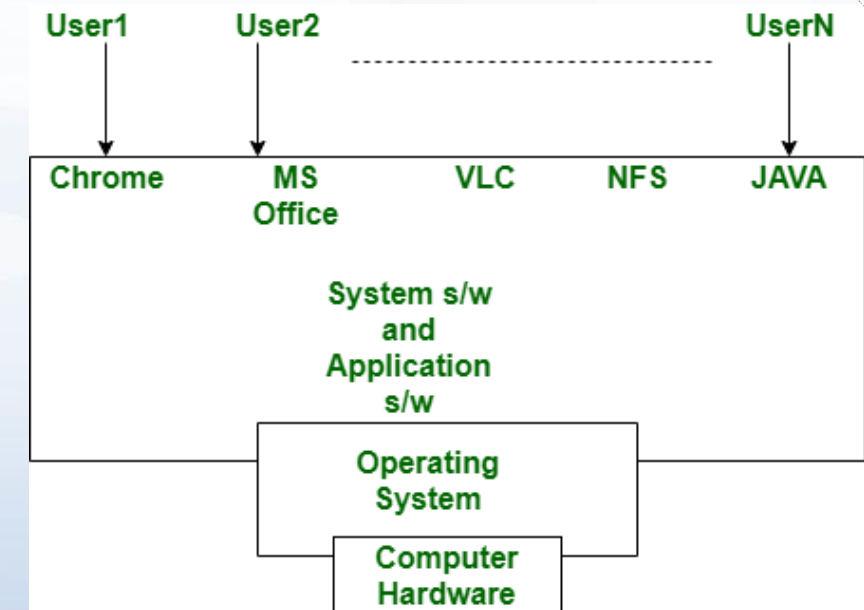 User1 User2 UserN
Chrome MS Office VLC NFS JAVA
System s/w
and
Application
s/w
Operating
System
Computer
Hardware